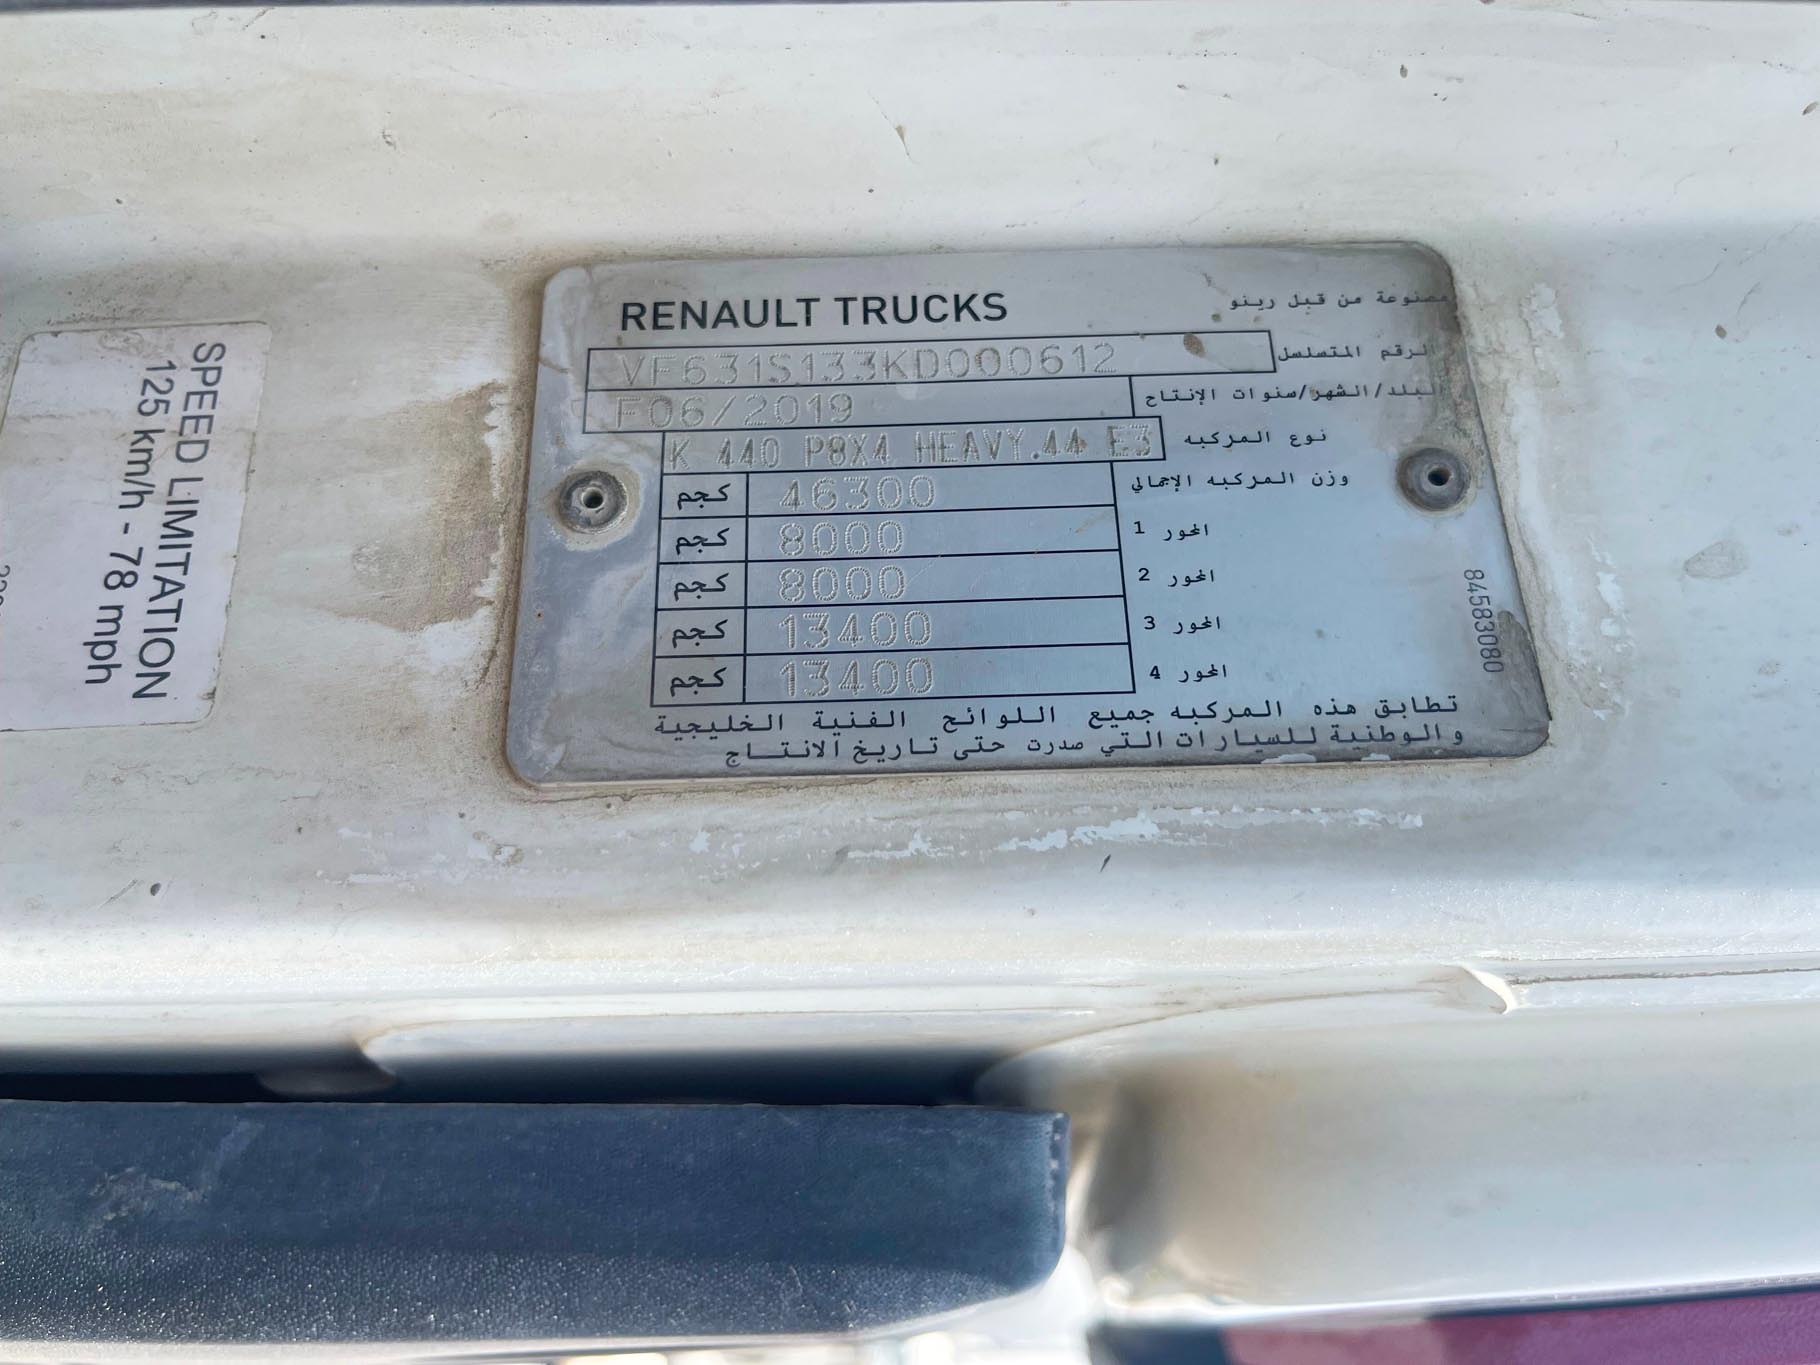 SPEED LIMITATION
125 km/h - 78 mph
RENAULT TRUCKS
مصنوعة من قبل رينو
VF631S133KD000612
الرقم المتسلسل
F06/2019
البلد/الشهر/سنوات الإنتاج
K 440 P8X4 HEAVY.44 E3
نوع المركبه
كجم 46300 وزن المركبه الإجمالي
كجم 8000 المحور 1
كجم 8000 المحور 2
كجم 13400 المحور 3
كجم 13400 المحور 4
تطابق هذه المركبه جميع اللوائح الفنية الخليجية
والوطنية للسيارات التي صدرت حتى تاريخ الانتاج
84583080